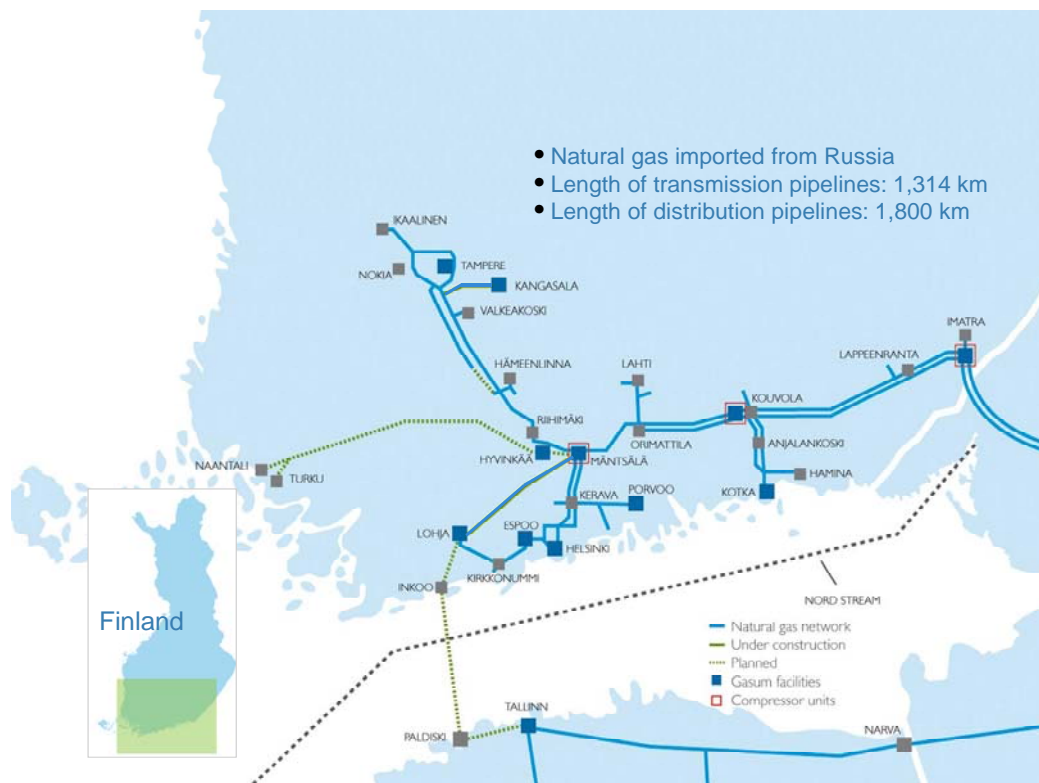 • Natural gas imported from Russia
• Length of transmission pipelines: 1,314 km
• Length of distribution pipelines: 1,800 km
IKAALINEN
NOKIA
TAMPERE
KANGASALA
VALKEAKOSKI
IMATRA
HÄMEENLINNA
LAHTI
LAPPEENRANTA
KOUVOLA
RIIHIMÄKI
ORIMATTILA
ANJALANKOSKI
HYVINKÄÄ
MÄNTSÄLÄ
NAANTALI
TURKU
HAMINA
KERAVA
PORVOO
KOTKA
LOHJA
ESPOO
HELSINKI
KIRKKONUMMI
INKOO
NORD STREAM
Finland
Natural gas network
Under construction
Planned
Gasum facilities
Compressor units
TALLINN
PALDISKI
NARVA